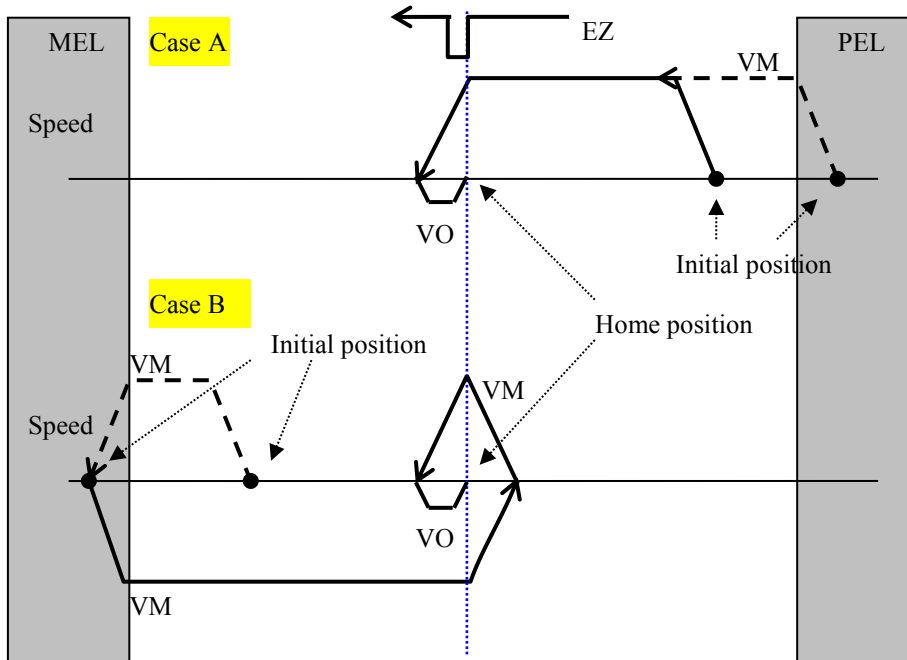 MEL
Case A
EZ
PEL
VM
Speed
VO
Initial position
Case B
Home position
Initial position
VM
VM
Speed
VO
VM